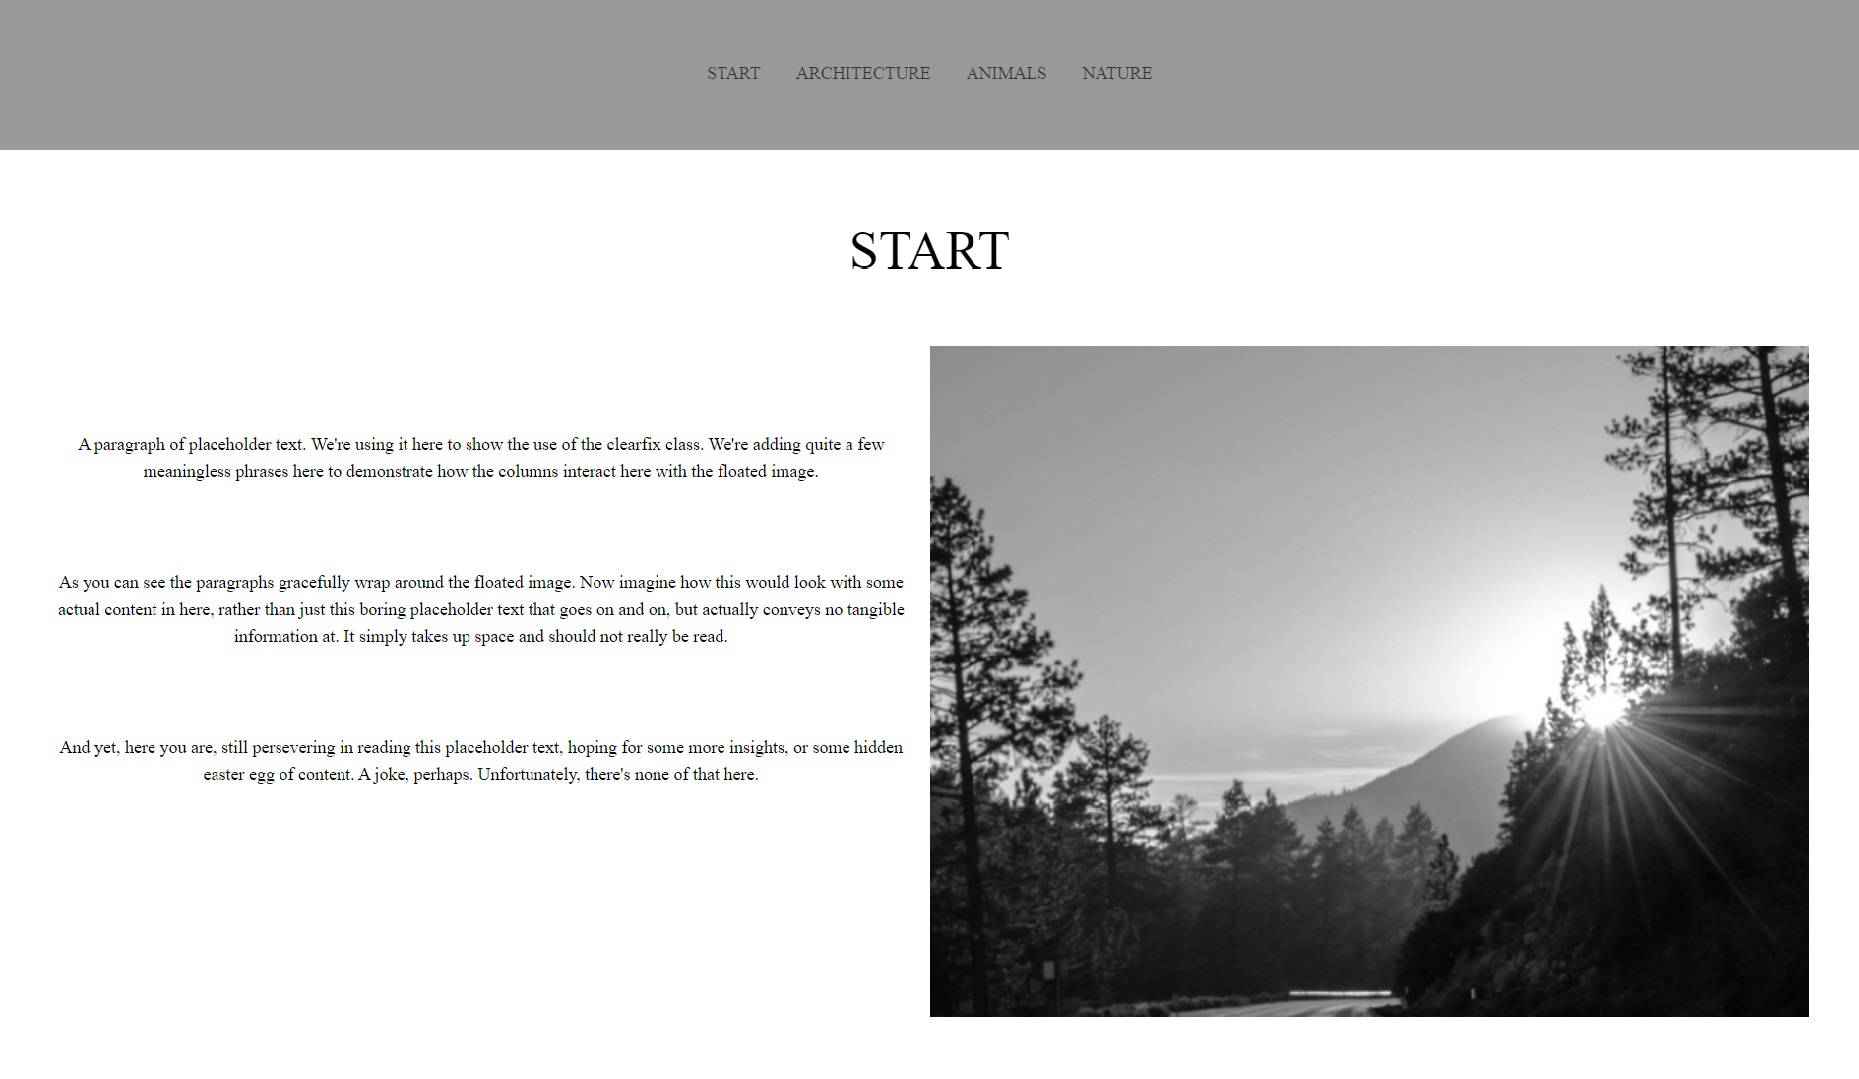 START ARCHITECTURE ANIMALS NATURE
START
A paragraph of placeholder text. We're using it here to show the use of the clearfix class. We're adding quite a few
meaningless phrases here to demonstrate how the columns interact here with the floated image.
As you can see the paragraphs gracefully wrap around the floated image. Now imagine how this would look with some
actual content in here, rather than just this boring placeholder text that goes on and on, but actually conveys no tangible
information at. It simply takes up space and should not really be read.
And yet, here you are, still persevering in reading this placeholder text, hoping for some more insights, or some hidden
easter egg of content. A joke, perhaps. Unfortunately, there's none of that here.